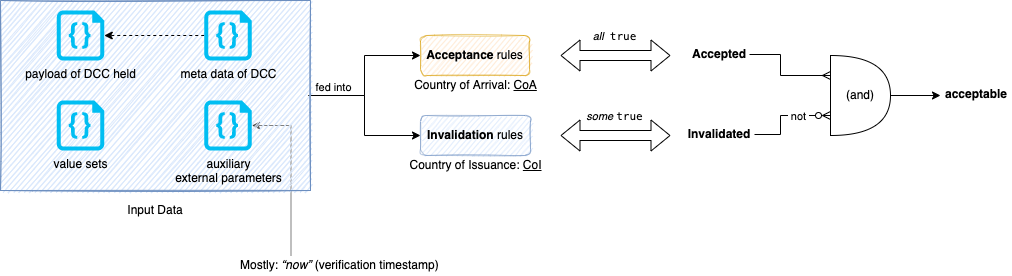 {}
{}
payload of DCC held
meta data of DCC
{}
{}
value sets
auxiliary
external parameters
Input Data
Mostly: “now” (verification timestamp)
fed into
Acceptance rules
Country of Arrival: CoA
Invalidation rules
Country of Issuance: CoI
all true
some true
Accepted
Invalidated
not
(and)
acceptable